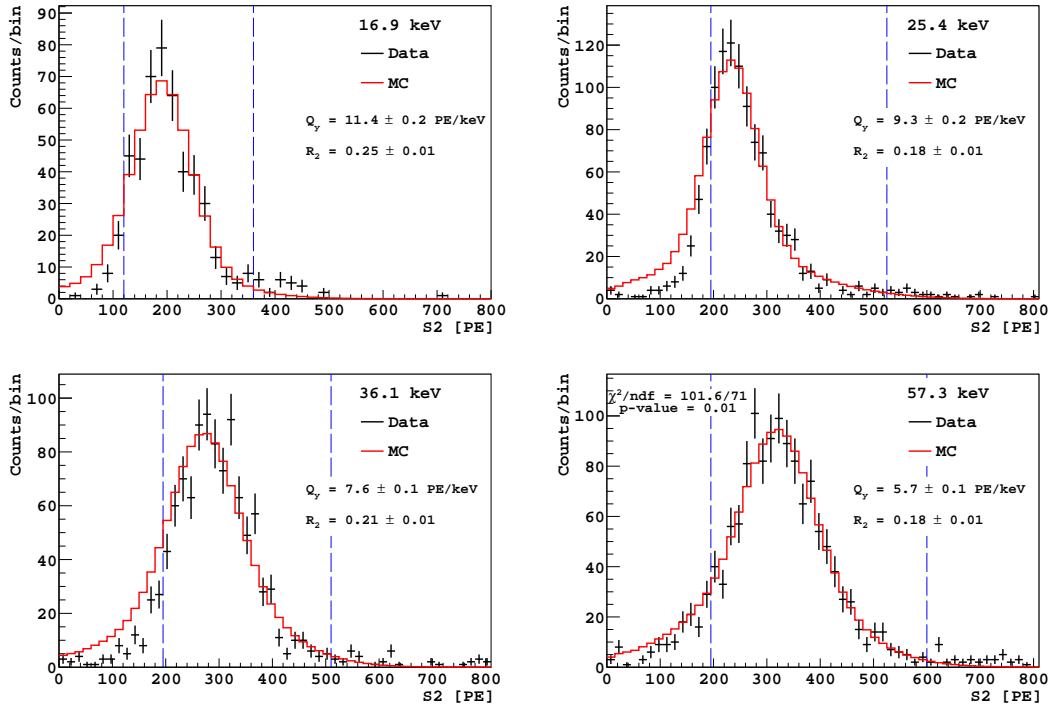 16.9 keV
Data
MC
Q_y = 11.4 ± 0.2 PE/keV
R_2 = 0.25 ± 0.01
Counts/bin
90
80
70
60
50
40
30
20
10
0
0 100 200 300 400 500 600 700 800
S2 [PE]
25.4 keV
Data
MC
Q_y = 9.3 ± 0.2 PE/keV
R_2 = 0.18 ± 0.01
Counts/bin
120
100
80
60
40
20
0
0 100 200 300 400 500 600 700 800
S2 [PE]
36.1 keV
Data
MC
Q_y = 7.6 ± 0.1 PE/keV
R_2 = 0.21 ± 0.01
Counts/bin
100
80
60
40
20
0
0 100 200 300 400 500 600 700 800
S2 [PE]
χ²/ndf = 101.6/71
p-value = 0.01
57.3 keV
Data
MC
Q_y = 5.7 ± 0.1 PE/keV
R_2 = 0.18 ± 0.01
Counts/bin
100
80
60
40
20
0
0 100 200 300 400 500 600 700 800
S2 [PE]